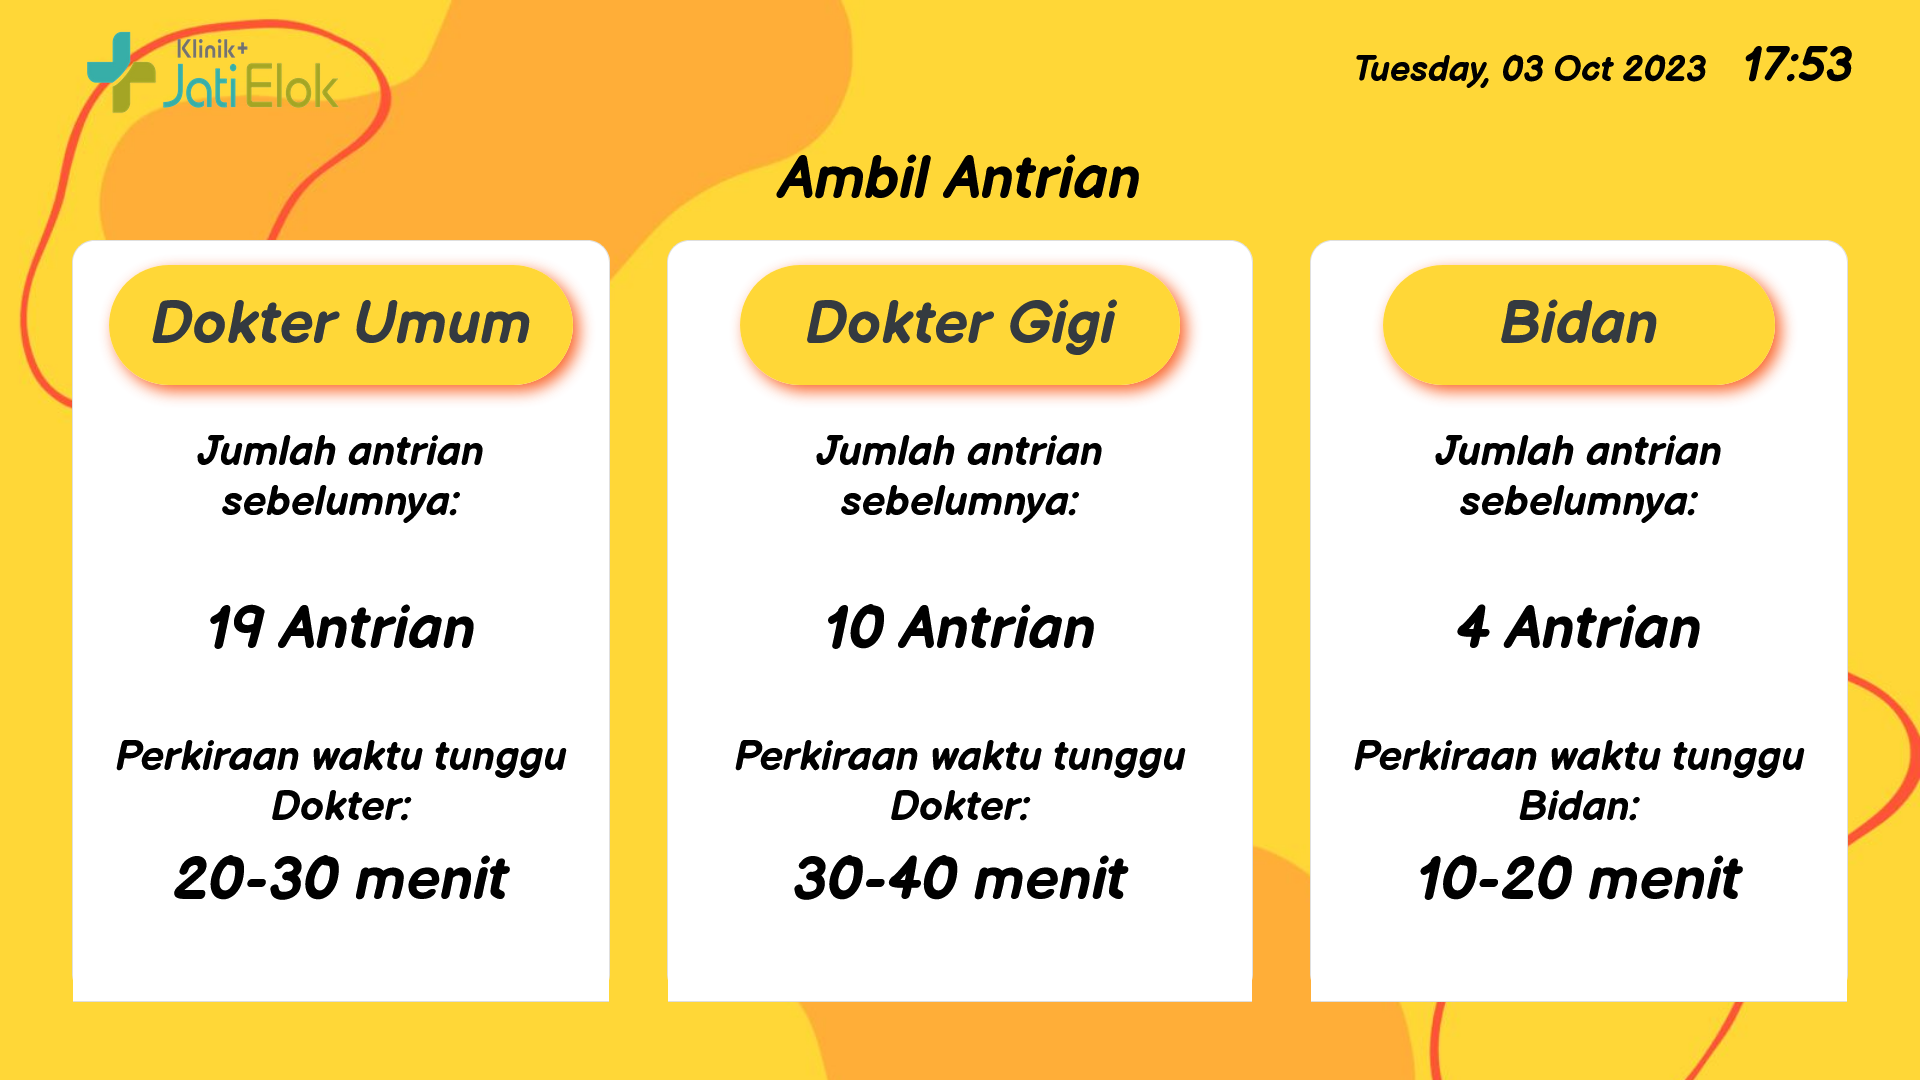 Klinik+
Jati Elok
Tuesday, 03 Oct 2023 17:53
Ambil Antrian
Dokter Umum
Jumlah antrian
sebelumnya:
19 Antrian
Perkiraan waktu tunggu
Dokter:
20-30 menit
Dokter Gigi
Jumlah antrian
sebelumnya:
10 Antrian
Perkiraan waktu tunggu
Dokter:
30-40 menit
Bidan
Jumlah antrian
sebelumnya:
4 Antrian
Perkiraan waktu tunggu
Bidan:
10-20 menit